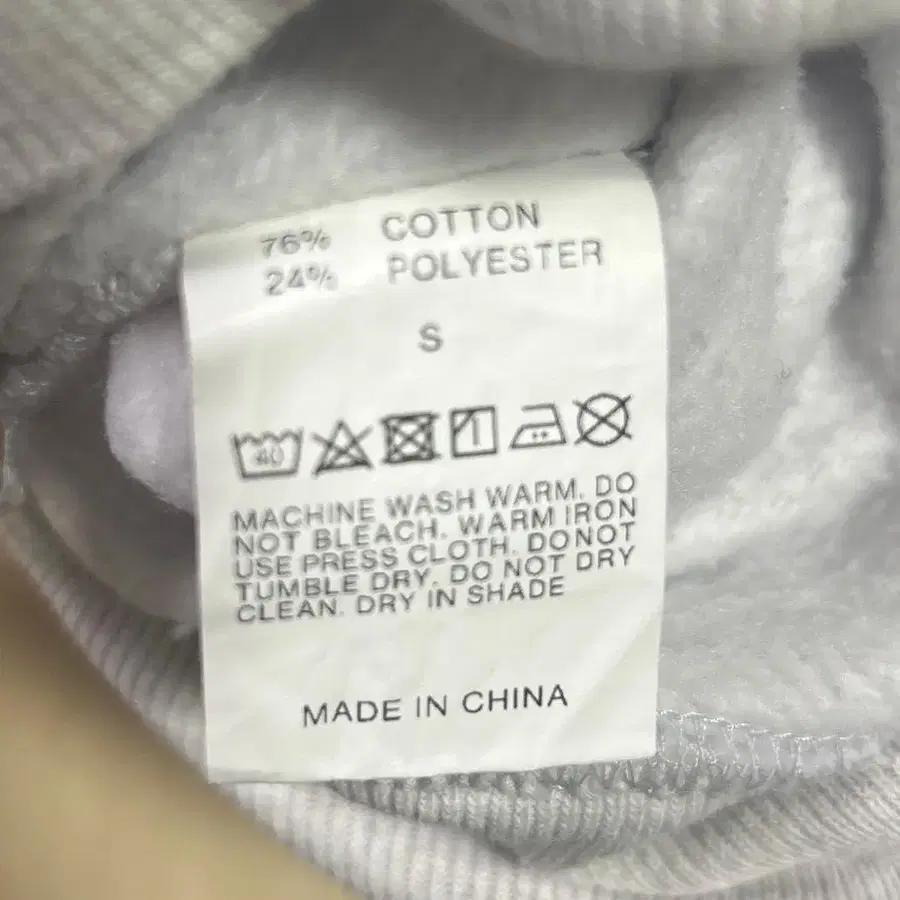 76% COTTON
24% POLYESTER
S
40
MACHINE WASH WARM. DO
NOT BLEACH. WARM IRON
USE PRESS CLOTH. DO NOT
TUMBLE DRY. DO NOT DRY
CLEAN. DRY IN SHADE
MADE IN CHINA